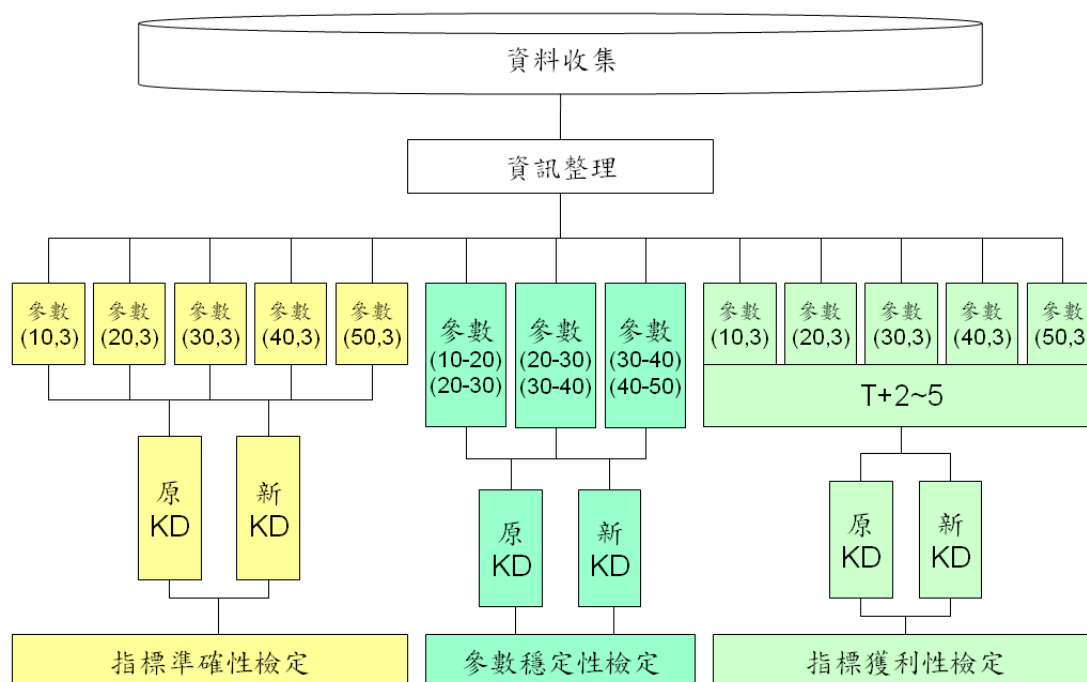 資料收集
資訊整理
參數
(10,3)
參數
(20,3)
參數
(30,3)
參數
(40,3)
參數
(50,3)
參數
(10-20)
(20-30)
參數
(20-30)
(30-40)
參數
(30-40)
(40-50)
參數
(10,3)
參數
(20,3)
參數
(30,3)
參數
(40,3)
參數
(50,3
T+2~5
原
KD
新
KD
原
KD
新
KD
原
KD
新
KD
指標準確性檢定
參數穩定性檢定
指標獲利性檢定